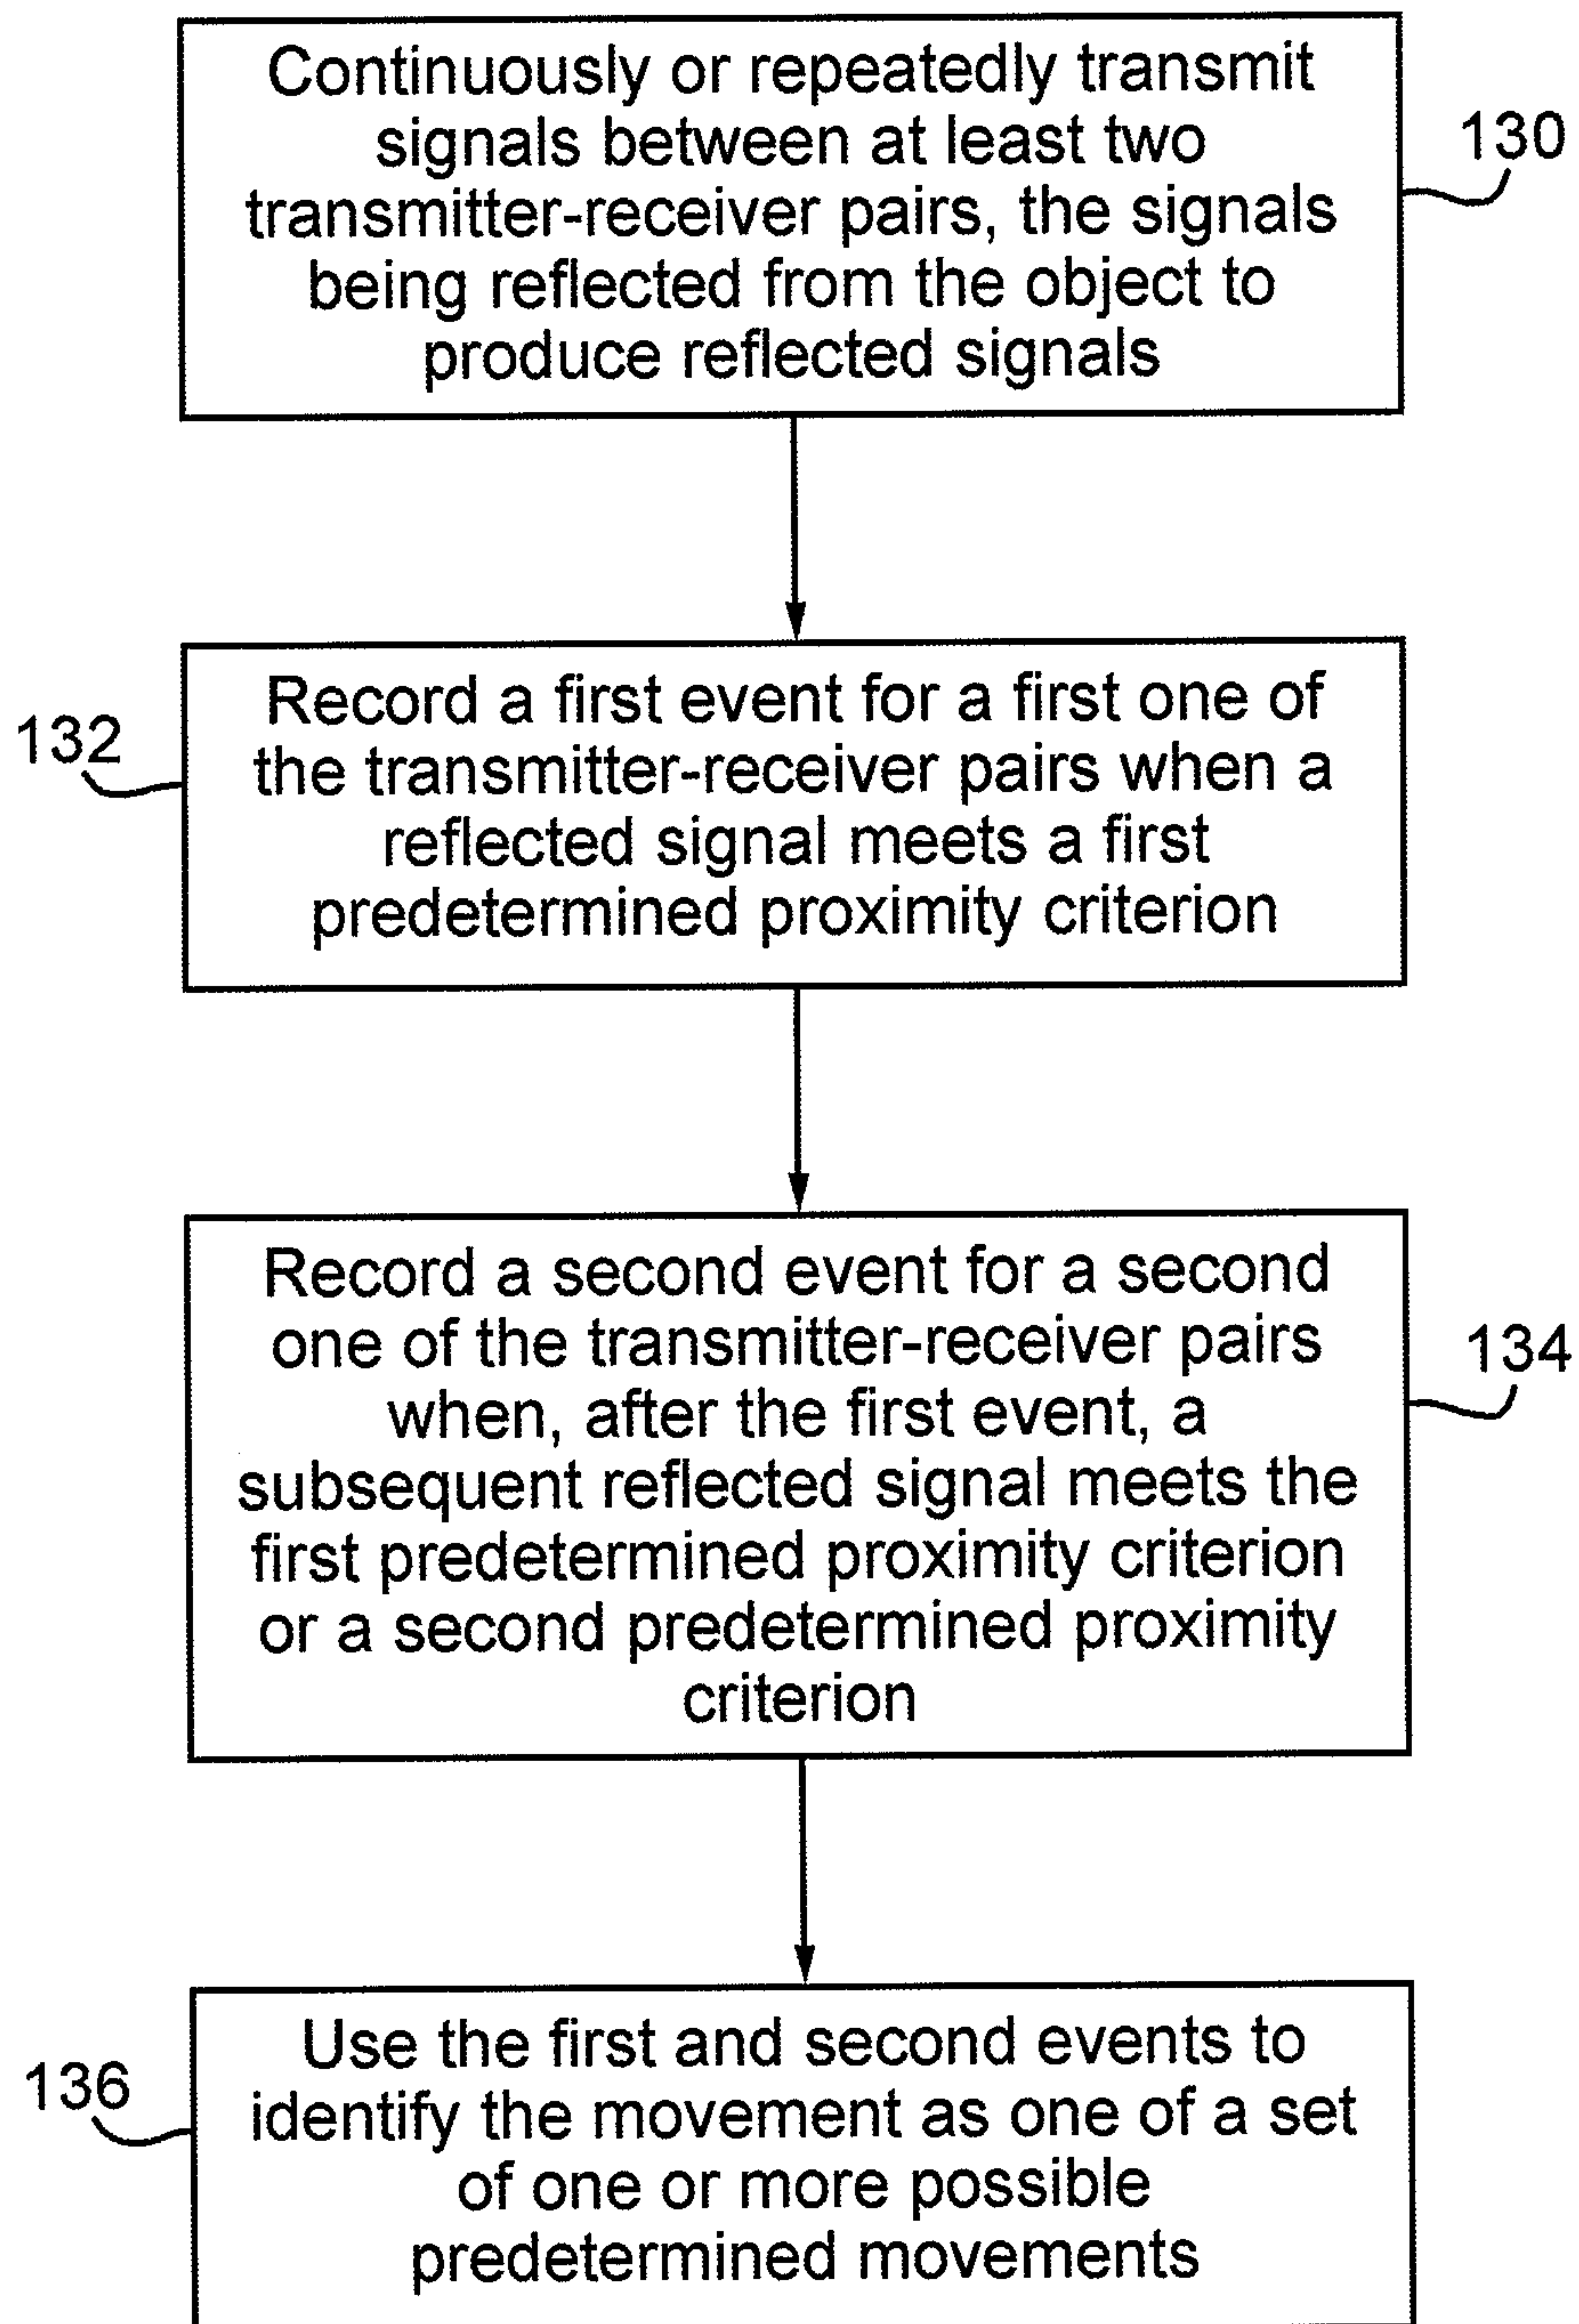 Continuously or repeatedly transmit
signals between at least two
transmitter-receiver pairs, the signals
being reflected from the object to
produce reflected signals
130
Record a first event for a first one of
the transmitter-receiver pairs when a
reflected signal meets a first
predetermined proximity criterion
132
Record a second event for a second
one of the transmitter-receiver pairs
when, after the first event, a
subsequent reflected signal meets the
first predetermined proximity criterion
or a second predetermined proximity
criterion
134
Use the first and second events to
identify the movement as one of a set
of one or more possible
predetermined movements
136